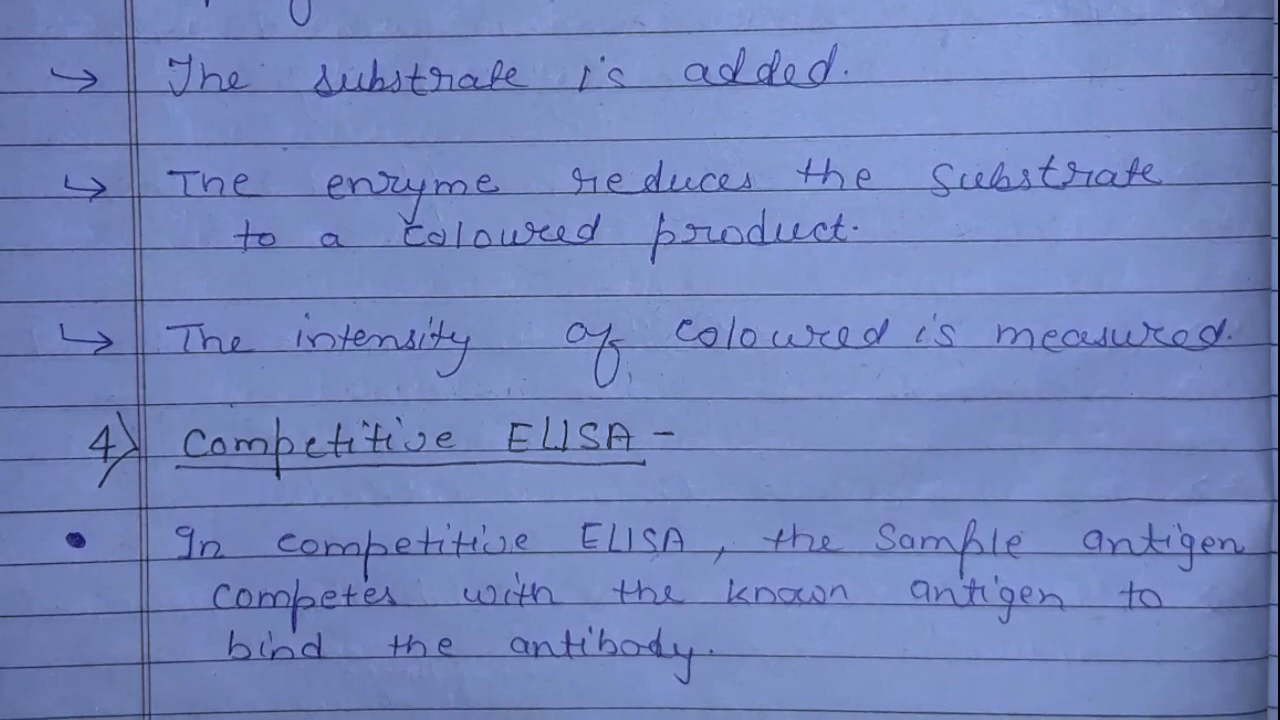 ↳ The substrate is added.
↳ The enzyme reduces the substrate
to a coloured product.
↳ The intensity of coloured is measured.
4) Competitive ELISA -
• In competitive ELISA, the sample antigen
competes with the known antigen to
bind the antibody.